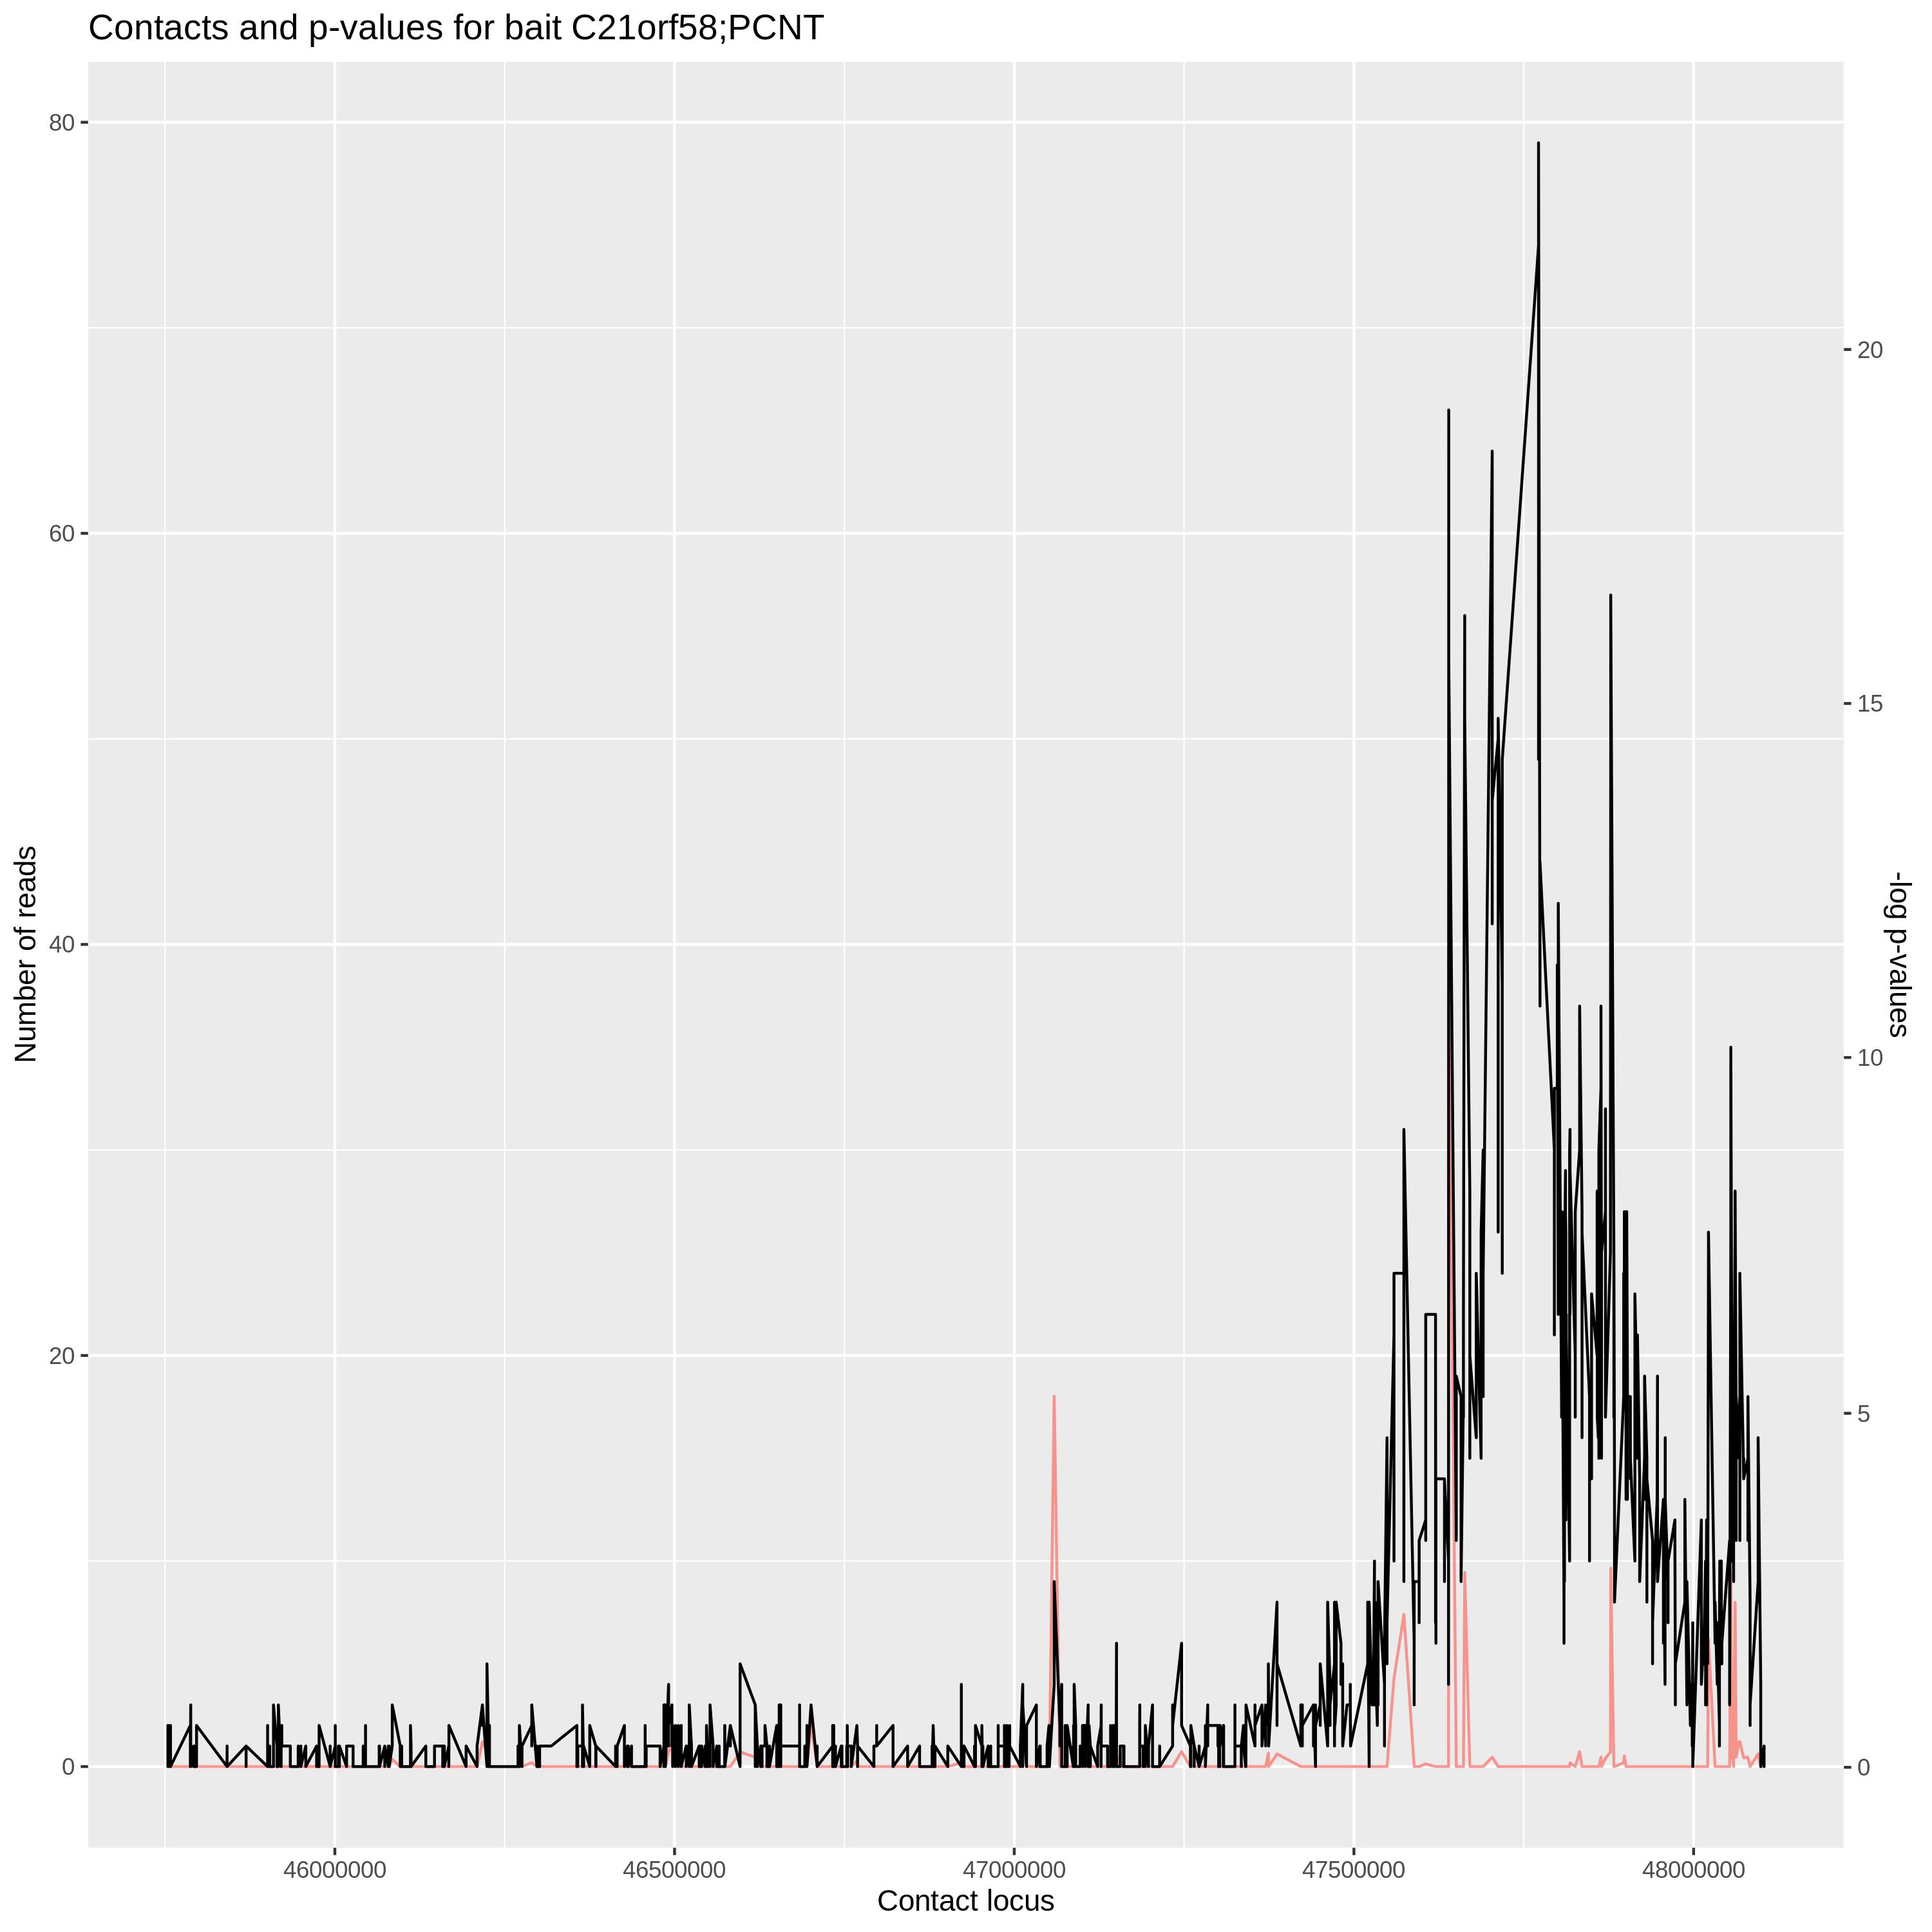 Contacts and p-values for bait C21orf58;PCNT
80
60
40
20
0
Number of reads
20
15
10
5
0
-log p-values
46000000 46500000 47000000 47500000 48000000
Contact locus